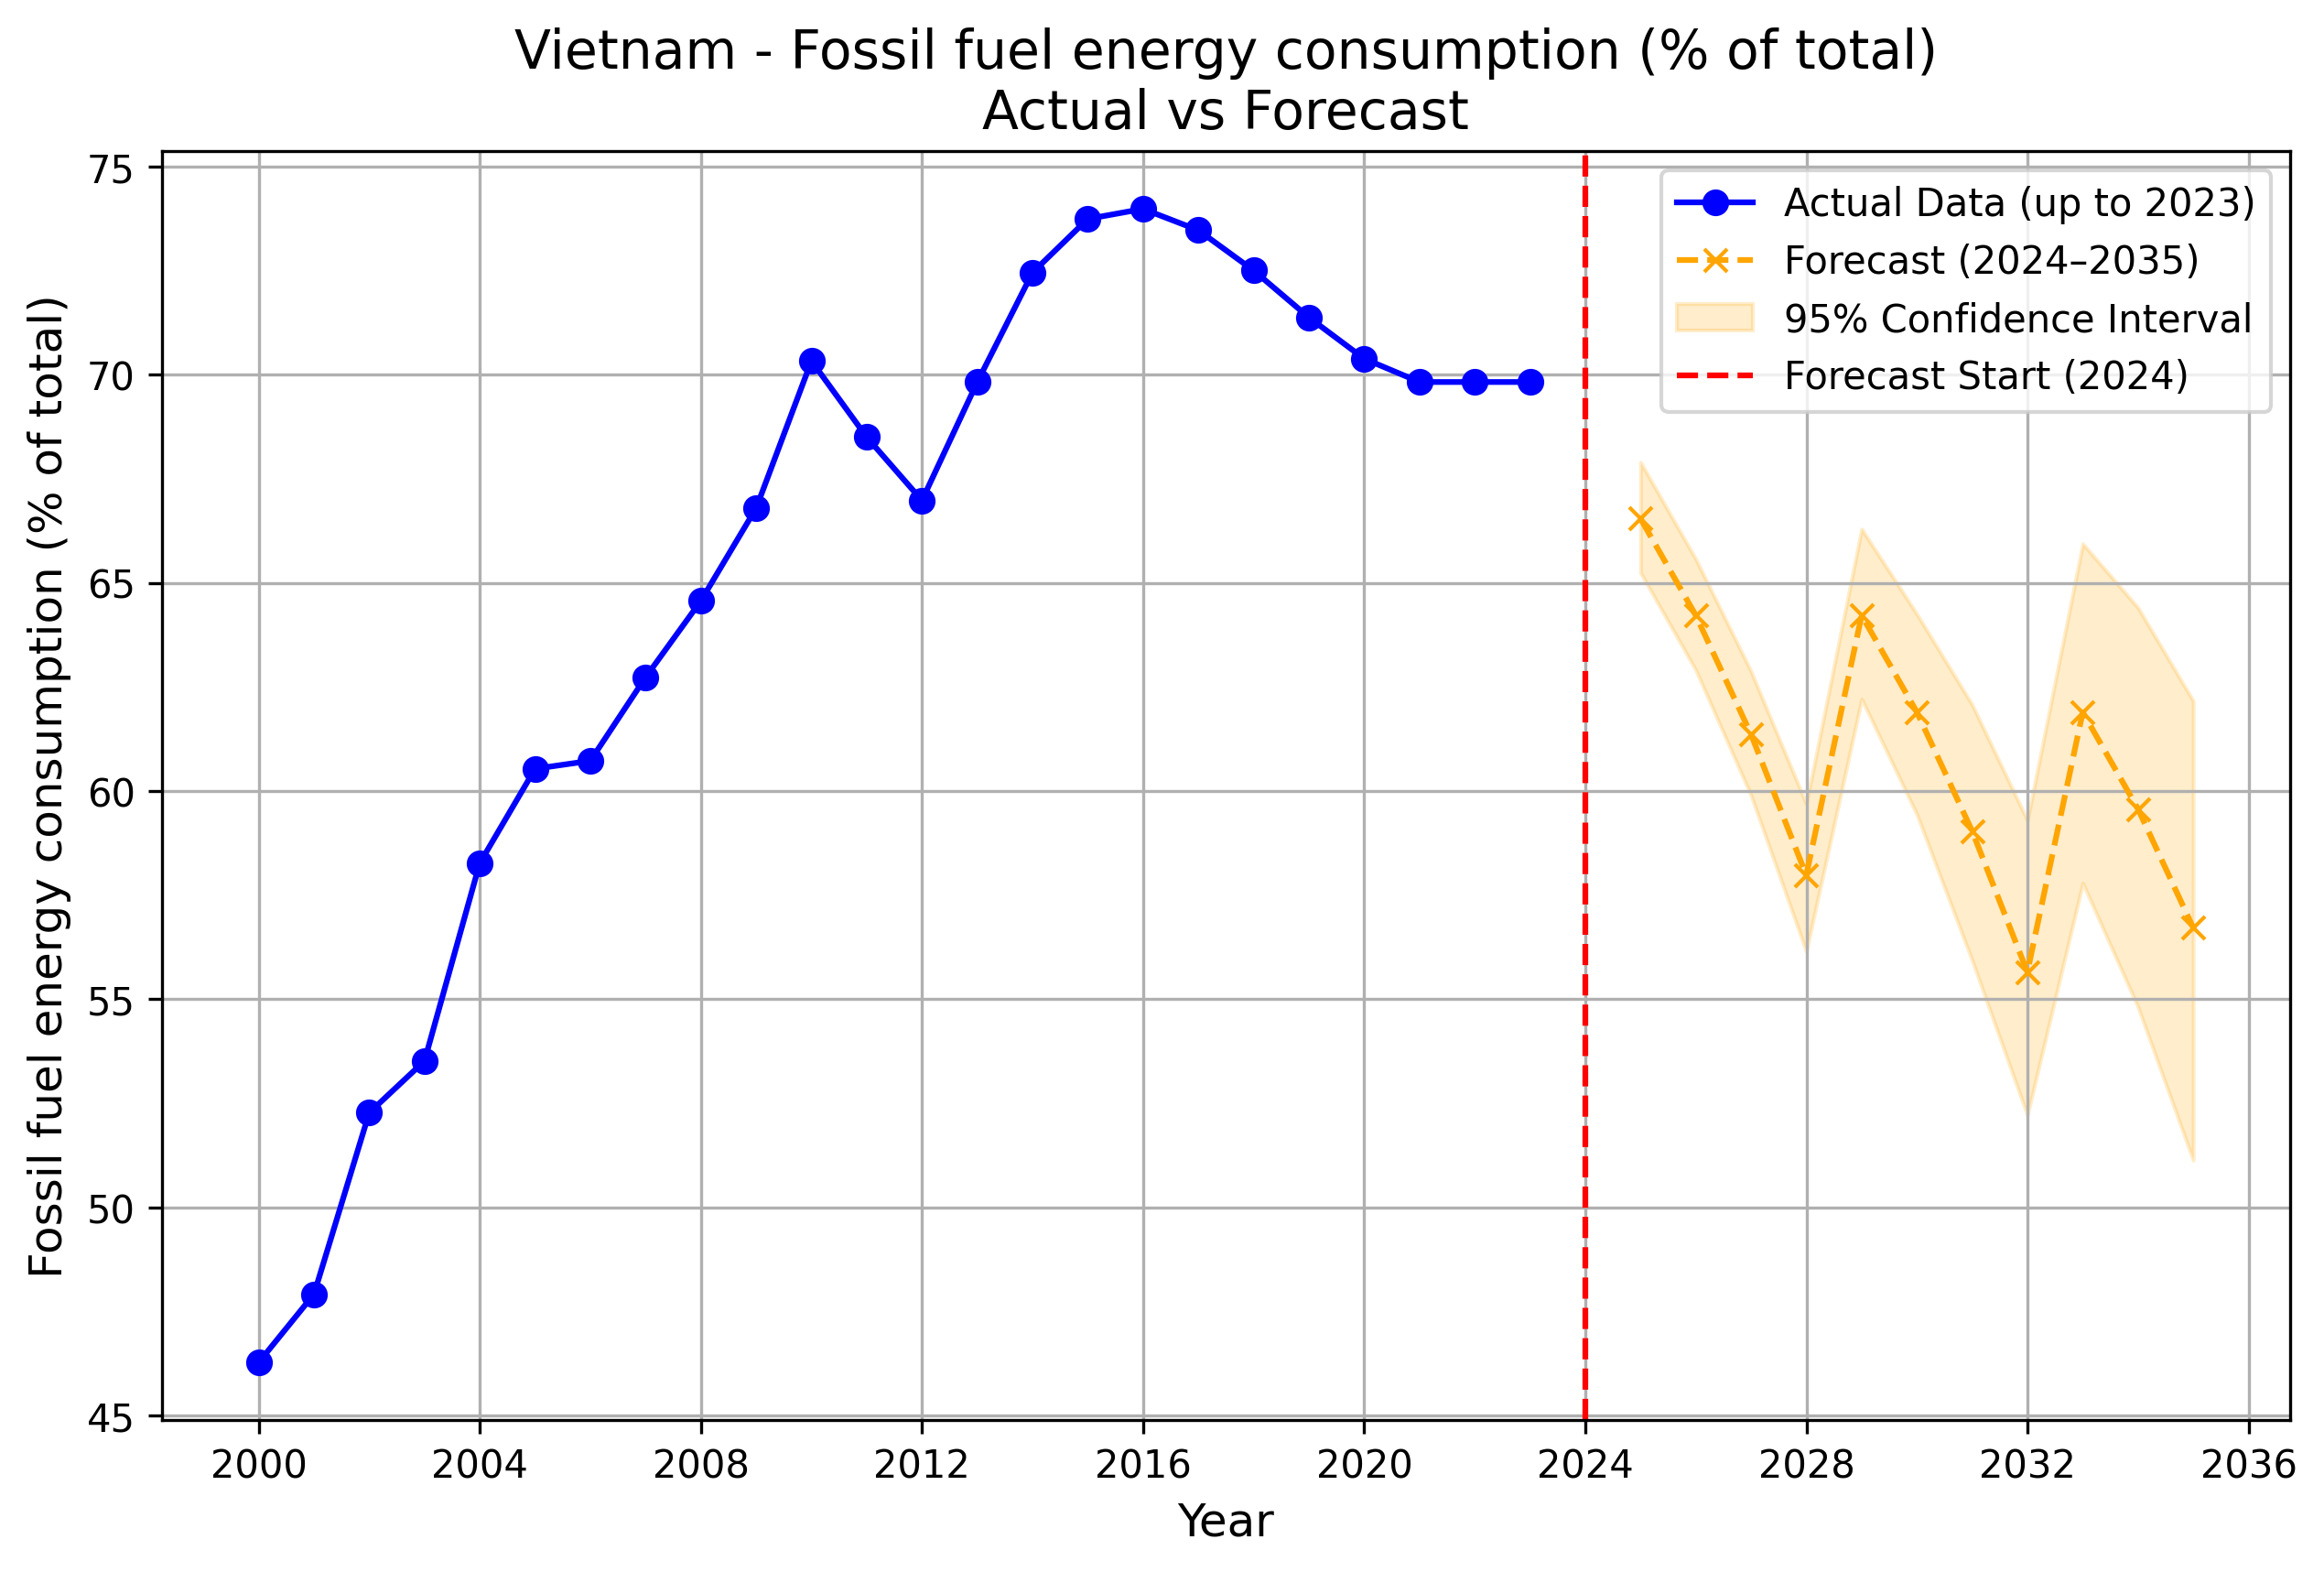 Vietnam - Fossil fuel energy consumption (% of total)
Actual vs Forecast
Fossil fuel energy consumption (% of total)
75
70
65
60
55
50
45
Actual Data (up to 2023)
Forecast (2024–2035)
95% Confidence Interval
Forecast Start (2024)
2000 2004 2008 2012 2016 2020 2024 2028 2032 2036
Year